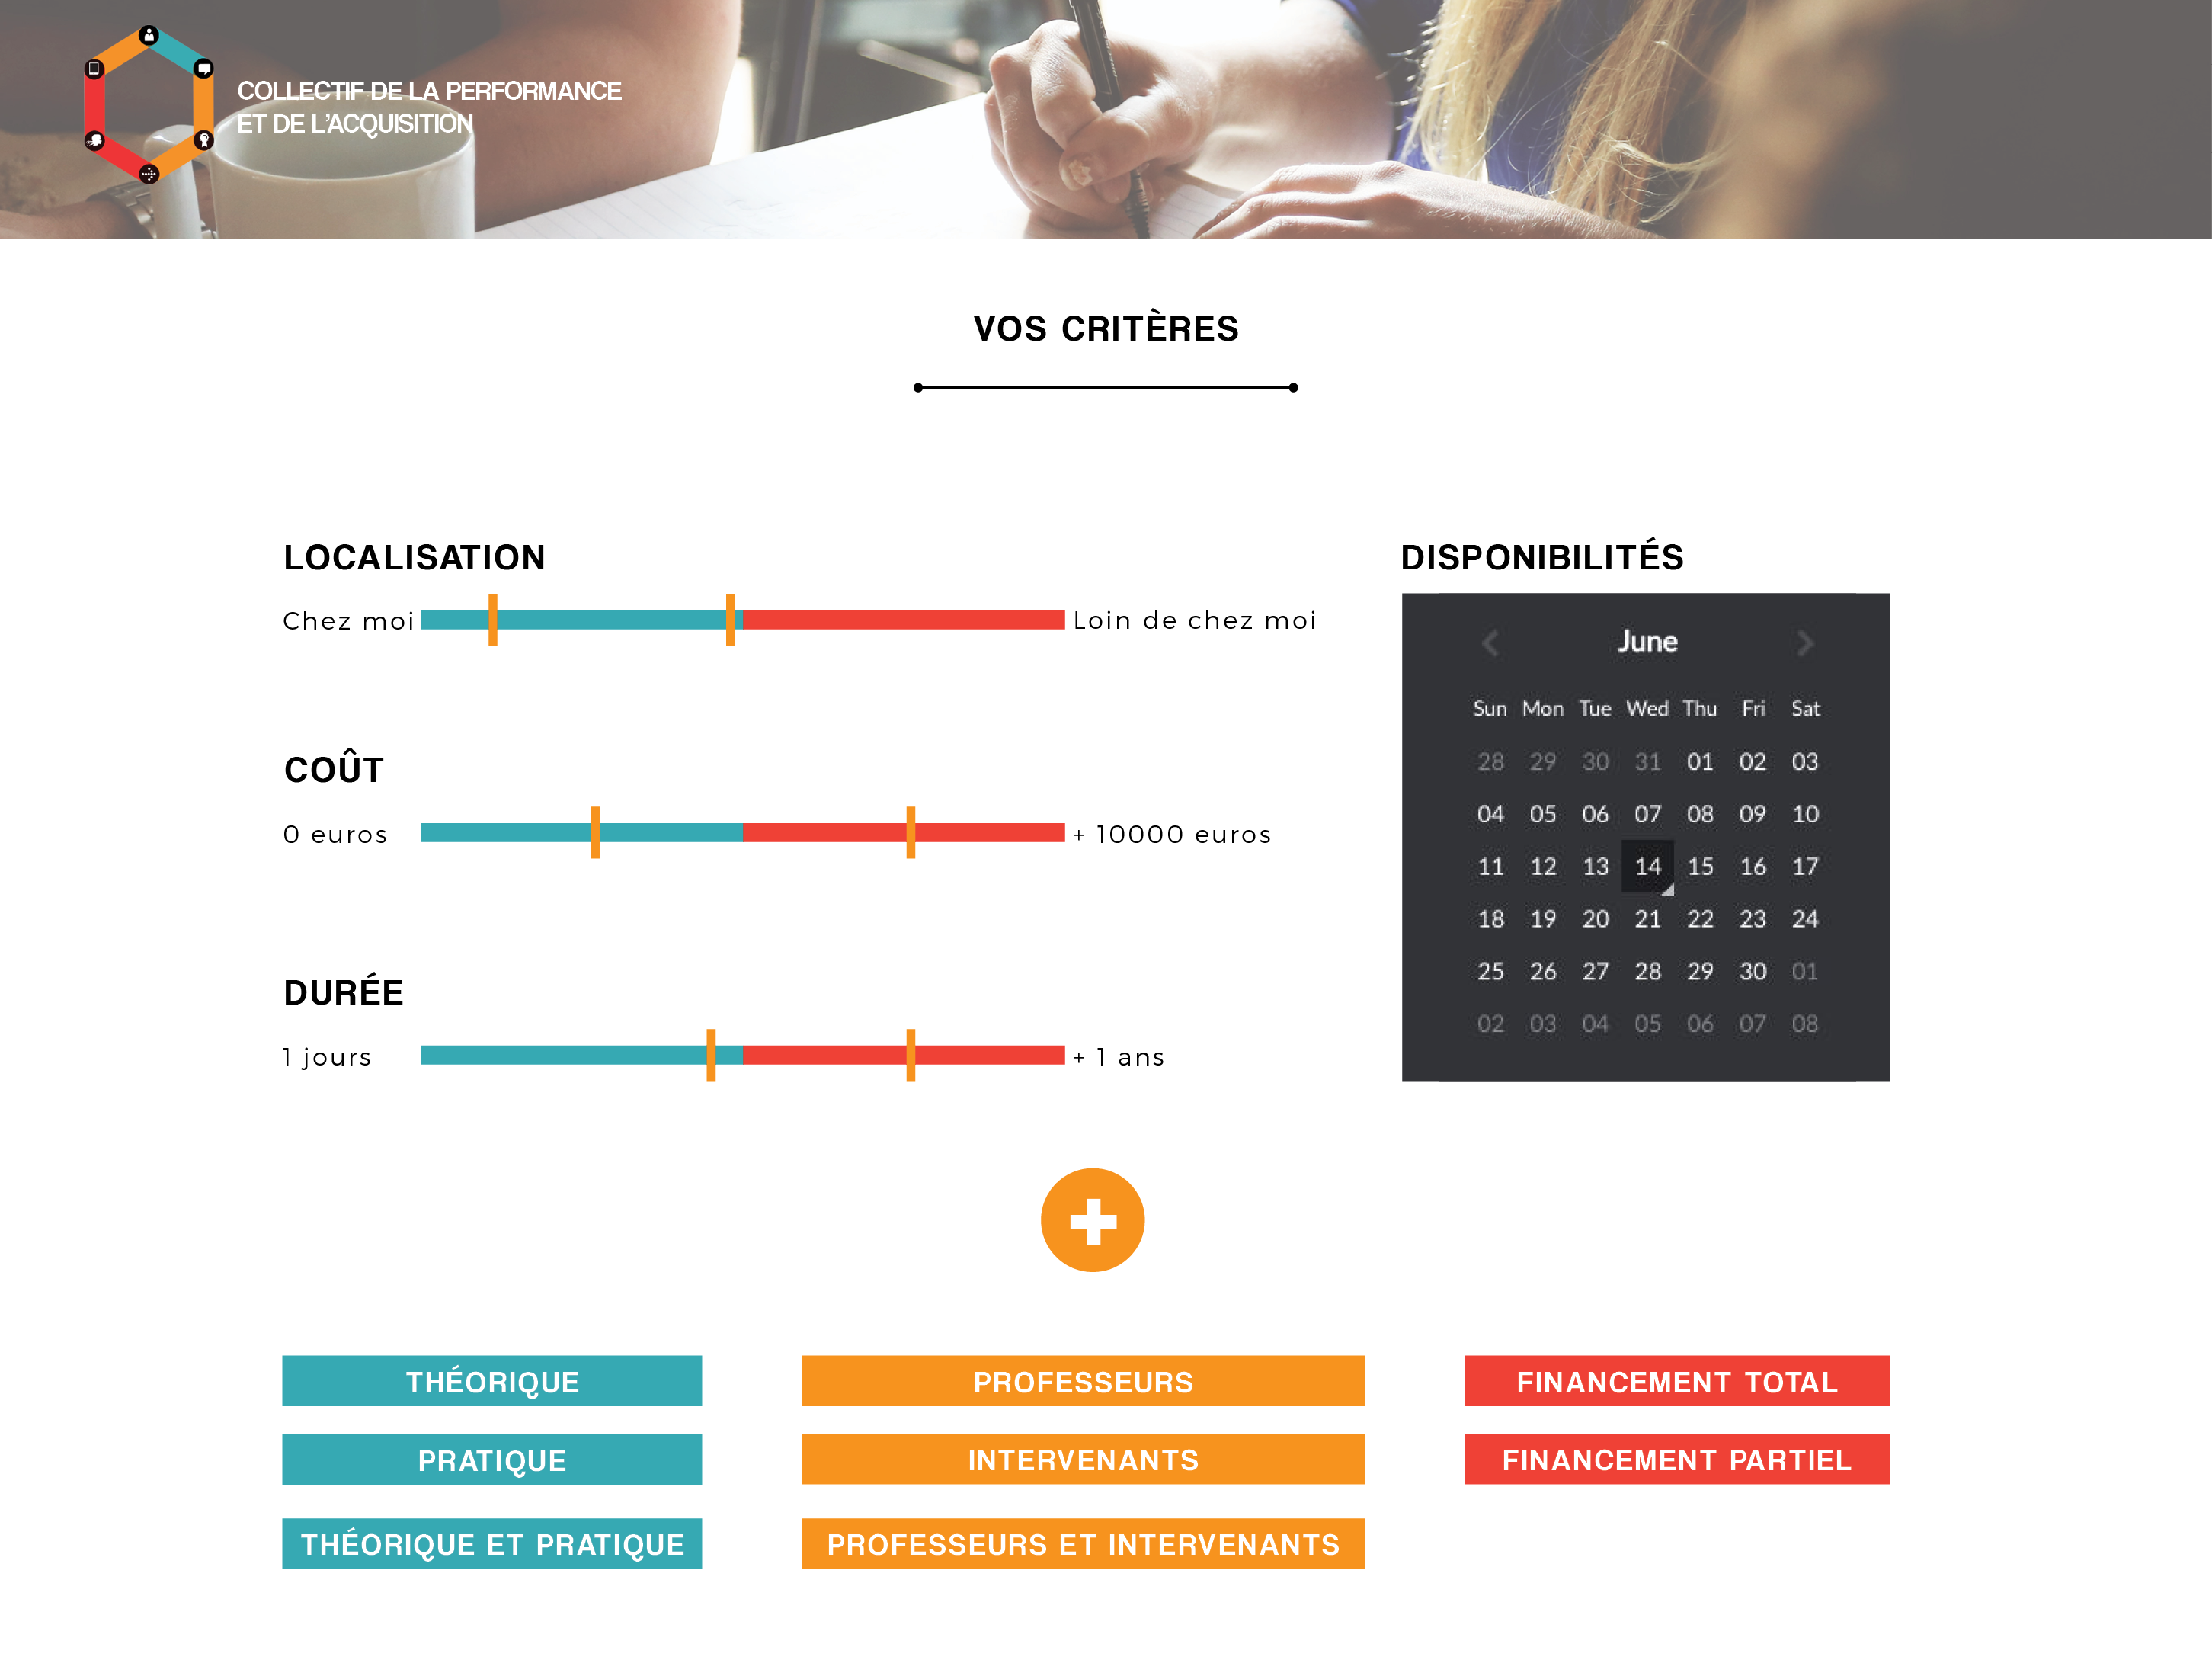 COLLECTIF DE LA PERFORMANCE
ET DE L'ACQUISITION
VOS CRITÈRES
LOCALISATION
Chez moi
Loin de chez moi
COÛT
0 euros
+ 10000 euros
DURÉE
1 jours
+ 1 ans
DISPONIBILITÉS
June
Sun Mon Tue Wed Thu Fri Sat
28 29 30 31 01 02 03
04 05 06 07 08 09 10
11 12 13 14 15 16 17
18 19 20 21 22 23 24
25 26 27 28 29 30 01
02 03 04 05 06 07 08
THÉORIQUE
PRATIQUE
THÉORIQUE ET PRATIQUE
PROFESSEURS
INTERVENANTS
PROFESSEURS ET INTERVENANTS
FINANCEMENT TOTAL
FINANCEMENT PARTIEL